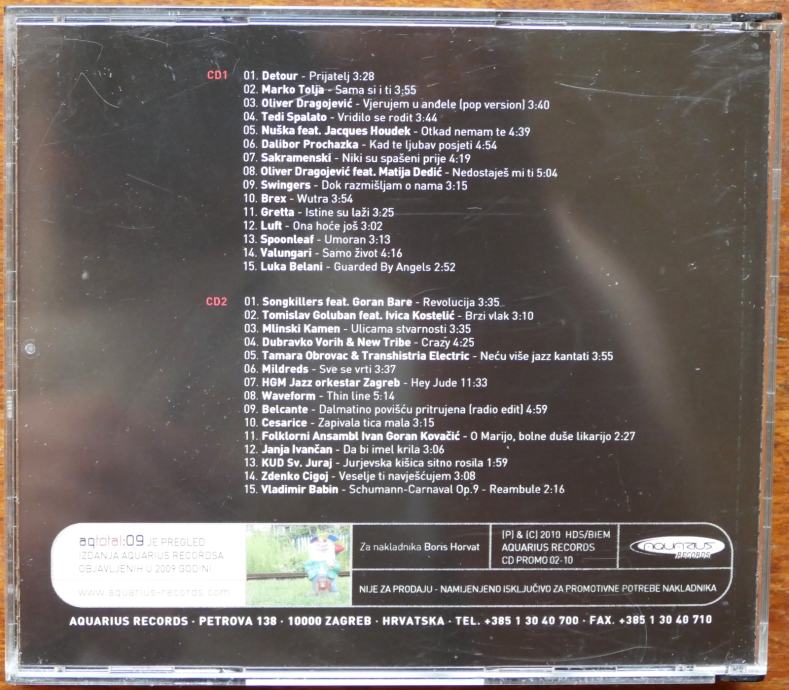 CD1
01. Detour - Prijatelj 3:28
02. Marko Tolja - Sama si i ti 3:55
03. Oliver Dragojević - Vjerujem u anđele (pop version) 3:40
04. Tedi Spalato - Vridilo se rodit 3:44
05. Nuška feat. Jacques Houdek - Otkad nemam te 4:39
06. Dalibor Prochazka - Kad te ljubav posjeti 4:54
07. Sakramenski - Niki su spašeni prije 4:19
08. Oliver Dragojević feat. Matija Dedić - Nedostaješ mi ti 5:04
09. Swingers - Dok razmišljam o nama 3:15
10. Brex - Wutra 3:54
11. Gretta - Istine su laži 3:25
12. Luft - Ona hoće još 3:02
13. Spoonleaf - Umoran 3:13
14. Valungari - Samo život 4:16
15. Luka Belani - Guarded By Angels 2:52
CD2
01. Songkillers feat. Goran Bare - Revolucija 3:35
02. Tomislav Goluban feat. Ivica Kostelić - Brzi vlak 3:10
03. Mlinski Kamen - Ulicama stvarnosti 3:35
04. Dubravko Vorih & New Tribe - Crazy 4:25
05. Tamara Obrovac & Transhistria Electric - Neću više jazz kantati 3:55
06. Mildreds - Sve se vrti 3:37
07. HGM Jazz orkestar Zagreb - Hey Jude 11:33
08. Waveform - Thin line 5:14
09. Belcante - Dalmatino povišću pritrujena (radio edit) 4:59
10. Cesarice - Zapivala tica mala 3:15
11. Folklorni Ansambl Ivan Goran Kovačić - O Marijo, bolne duše likarijo 2:27
12. Janja Ivančan - Da bi imel krila 3:06
13. KUD Sv. Juraj - Jurjevska kišica sitno rosila 1:59
14. Zdenko Cigoj - Veselje ti navješćujem 3:08
15. Vladimir Babin - Schumann-Carnaval Op.9 - Reambule 2:16
aqtotal:09 JE PREGLED
IZDANJA AQUARIUS RECORDSA
OBJAVLJENIH U 2009 GODINI
www.aquarius-records.com
Za nakladnika Boris Horvat
(P) & (C) 2010 HDS/BIEM
AQUARIUS RECORDS
CD PROMO 02-10
AQUARIUS
RECORDS
NIJE ZA PRODAJU - NAMIJENJENO ISKLJUČIVO ZA PROMOTIVNE POTREBE NAKLADNIKA
AQUARIUS RECORDS · PETROVA 138 · 10000 ZAGREB · HRVATSKA · TEL. +385 1 30 40 700 · FAX. +385 1 30 40 710